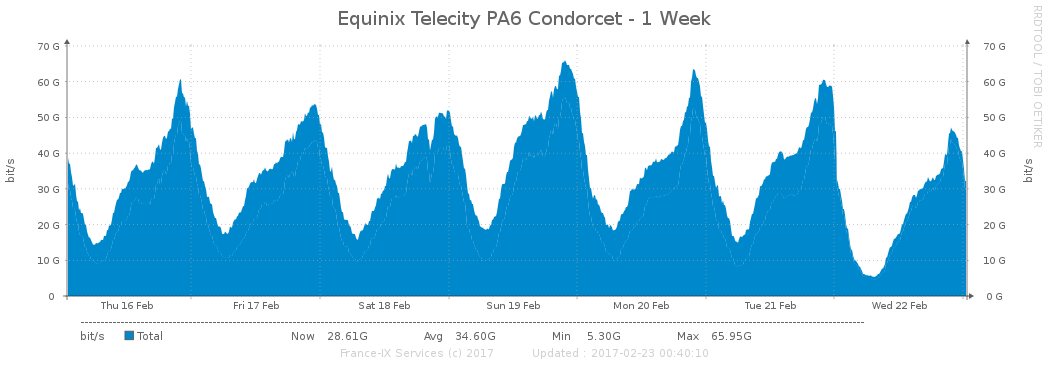 Equinix Telecity PA6 Condorcet - 1 Week
RRDTOOL / TOBI OETIKER
70 G 70 G
60 G 60 G
50 G 50 G
40 G 40 G
30 G 30 G
20 G 20 G
10 G 10 G
0 0 G
bit/s bit/s
Thu 16 Feb Fri 17 Feb Sat 18 Feb Sun 19 Feb Mon 20 Feb Tue 21 Feb Wed 22 Feb
bit/s Total Now 28.61G Avg 34.60G Min 5.30G Max 65.95G
France-IX Services (c) 2017 Updated : 2017-02-23 00:40:10